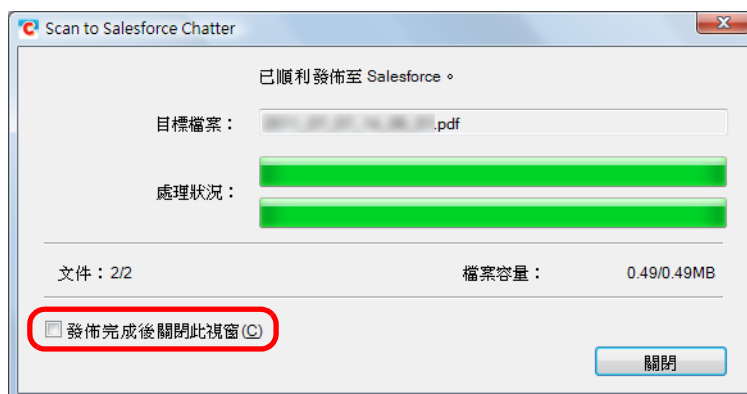 Scan to Salesforce Chatter
已順利發佈至 Salesforce。
目標檔案： .pdf
處理狀況：
文件：2/2 檔案容量： 0.49/0.49MB
發佈完成後關閉此視窗(C)
關閉